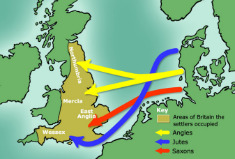 Northumbria
Mercia
East
Anglia
Wessex
Key
Areas of Britain the
settlers occupied
Angles
Jutes
Saxons